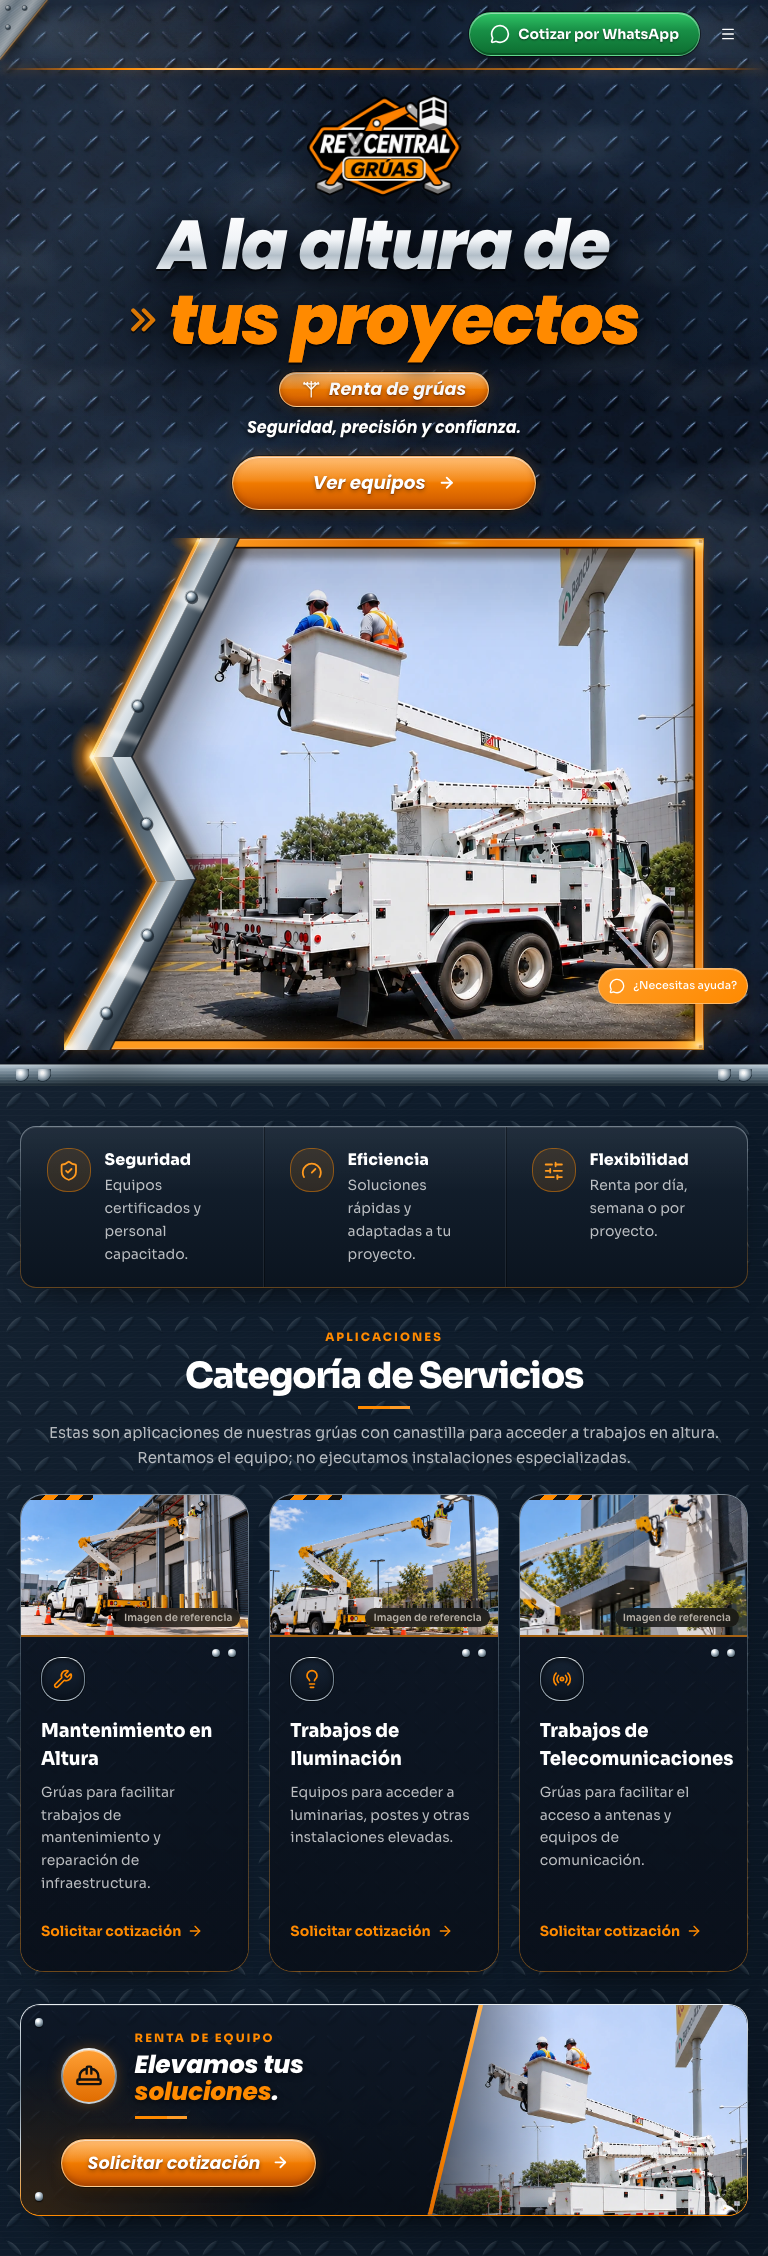 Cotizar por WhatsApp
REY CENTRAL
GRÚAS
A la altura de
tus proyectos
Renta de grúas
Seguridad, precisión y confianza.
Ver equipos
¿Necesitas ayuda?
Seguridad
Equipos
certificados y
personal
capacitado.
Eficiencia
Soluciones
rápidas y
adaptadas a tu
proyecto.
Flexibilidad
Renta por día,
semana o por
proyecto.
APLICACIONES
Categoría de Servicios
Estas son aplicaciones de nuestras grúas con canastilla para acceder a trabajos en altura.
Rentamos el equipo; no ejecutamos instalaciones especializadas.
Imagen de referencia
Mantenimiento en
Altura
Grúas para facilitar
trabajos de
mantenimiento y
reparación de
infraestructura.
Solicitar cotización
Imagen de referencia
Trabajos de
Iluminación
Equipos para acceder a
luminarias, postes y otras
instalaciones elevadas.
Solicitar cotización
Imagen de referencia
Trabajos de
Telecomunicaciones
Grúas para facilitar el
acceso a antenas y
equipos de
comunicación.
Solicitar cotización
RENTA DE EQUIPO
Elevamos tus
soluciones.
Solicitar cotización